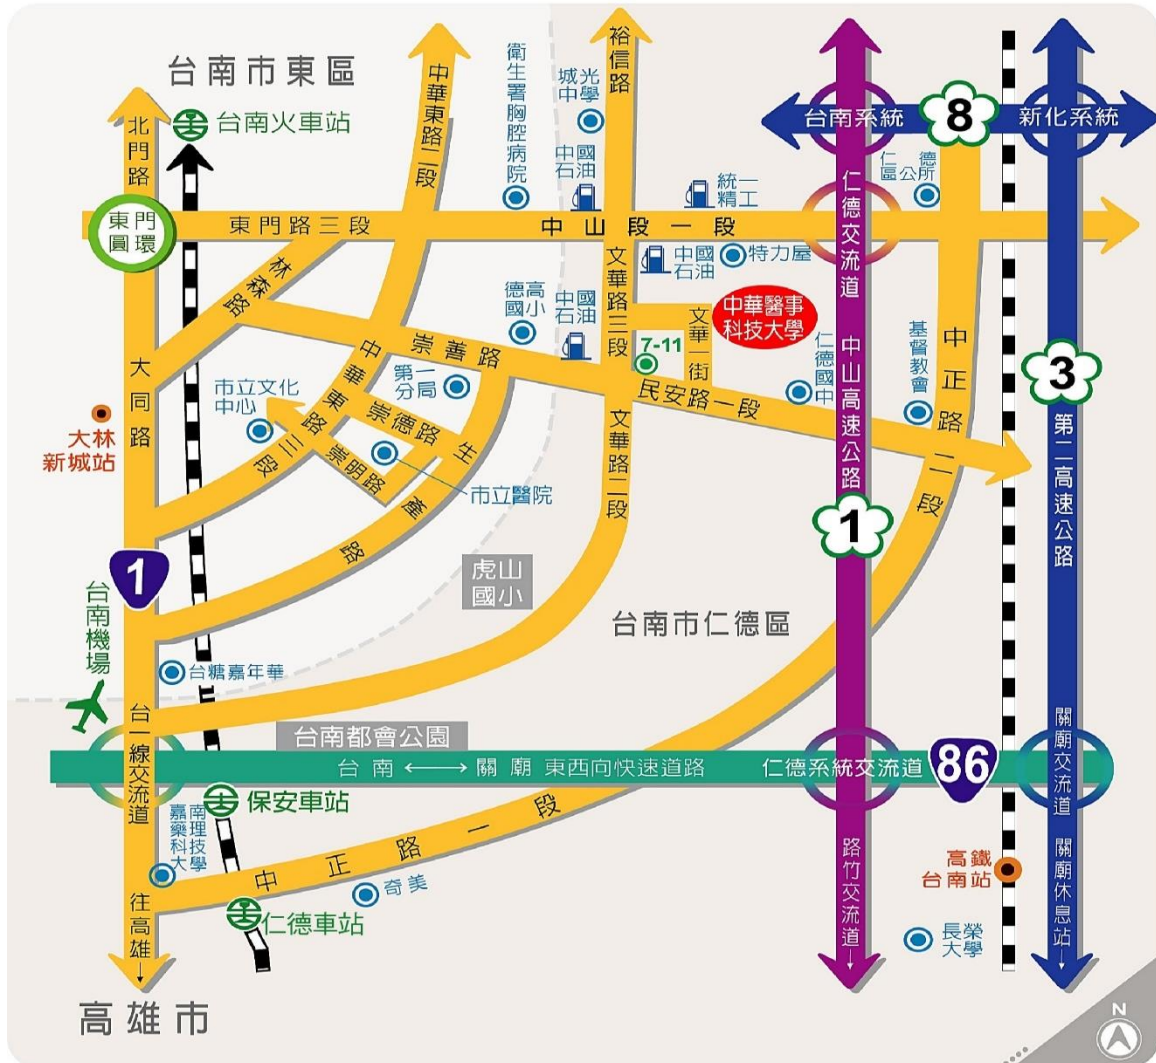 台南市東區
北門路
台南火車站
中華東路二段
衛生署胸腔病院
城光
中學
裕信路
中國
石油
統一
精工
台南系統
8
新化系統
仁德
區公所
仁德交流道
東門
圓環
東門路三段
中山段一段
林森路
德高
國小
中國
石油
文華路三段
中國
石油
特力屋
中華醫事
科技大學
文華一街
7-11
仁德
國中
中山高速公路
基督教會
中正路二段
3
第二高速公路
大同路
大林
新城站
市立文化
中心
中華東路三段
第一
分局
崇善路
崇德路
崇明路
市立醫院
生產路
民安路一段
文華路二段
1
1
虎山
國小
台南市仁德區
台南機場
台糖嘉年華
台一線交流道
台南都會公園
台南 ←→ 關廟 東西向快速道路
仁德系統交流道
86
關廟交流道
保安車站
嘉南
藥理
科技
大學
中正路一段
奇美
仁德車站
往高雄↓
路竹交流道↓
高鐵
台南站
關廟休息站↓
長榮
大學
高雄市
N